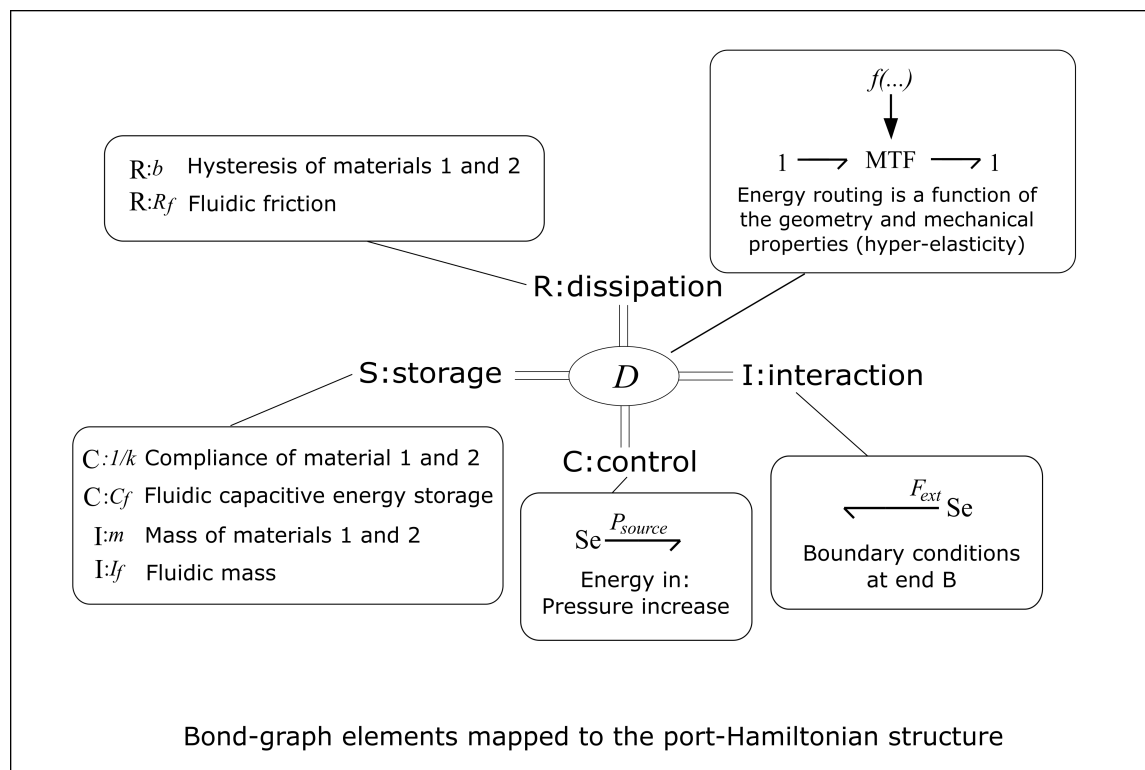 f(...)
1 MTF 1
Energy routing is a function of
the geometry and mechanical
properties (hyper-elasticity)
R:b Hysteresis of materials 1 and 2
R:Rf Fluidic friction
R:dissipation
S:storage
D
I:interaction
C:control
C:1/k Compliance of material 1 and 2
C:Cf Fluidic capacitive energy storage
I:m Mass of materials 1 and 2
I:If Fluidic mass
Se Psource
Energy in:
Pressure increase
Fext Se
Boundary conditions
at end B
Bond-graph elements mapped to the port-Hamiltonian structure